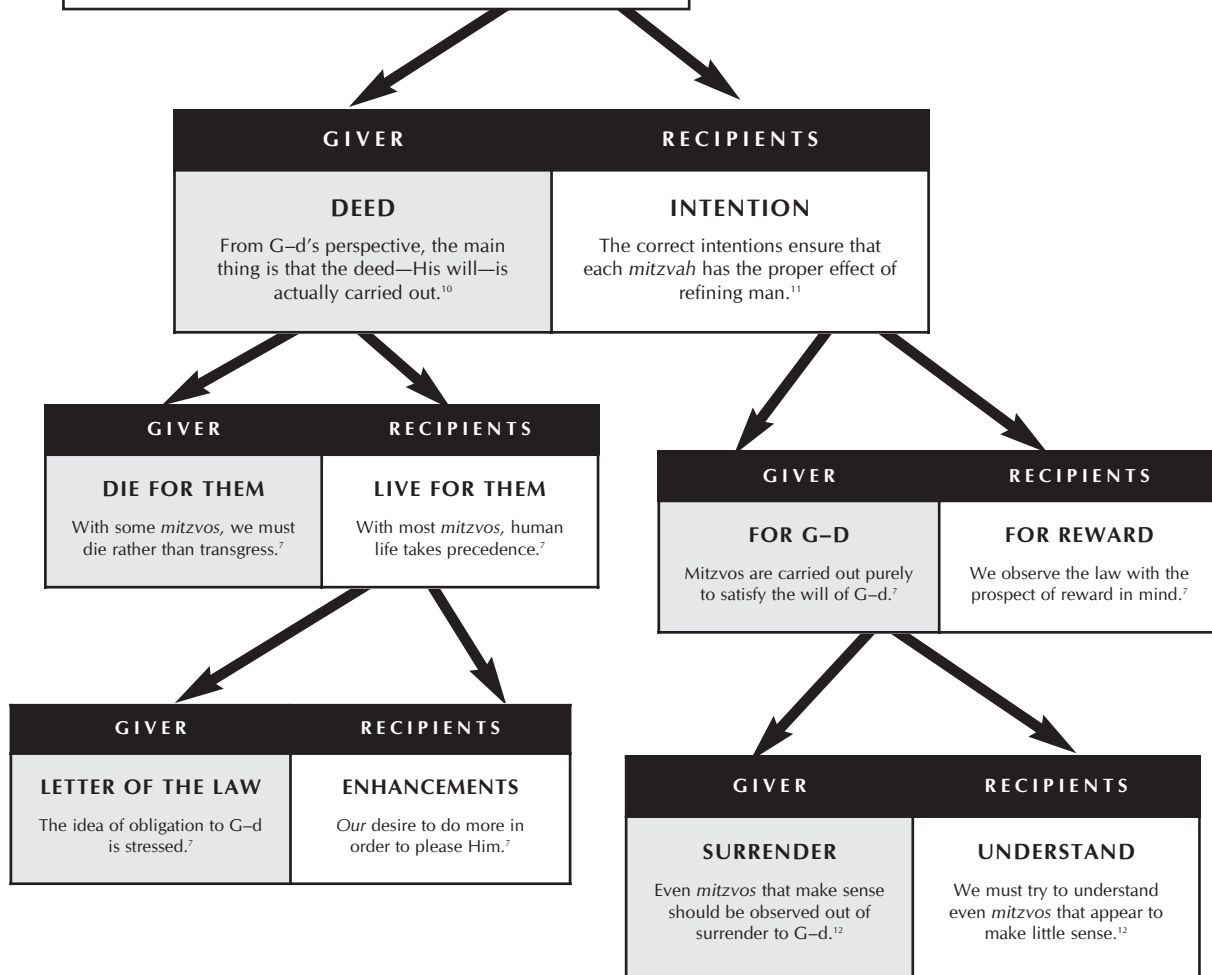 GIVER RECIPIENTS
DEED
From G–d’s perspective, the main
thing is that the deed—His will—is
actually carried out.¹⁰
INTENTION
The correct intentions ensure that
each mitzvah has the proper effect of
refining man.¹¹
GIVER RECIPIENTS
DIE FOR THEM
With some mitzvos, we must
die rather than transgress.⁷
LIVE FOR THEM
With most mitzvos, human
life takes precedence.⁷
GIVER RECIPIENTS
FOR G–D
Mitzvos are carried out purely
to satisfy the will of G–d.⁷
FOR REWARD
We observe the law with the
prospect of reward in mind.⁷
GIVER RECIPIENTS
LETTER OF THE LAW
The idea of obligation to G–d
is stressed.⁷
ENHANCEMENTS
Our desire to do more in
order to please Him.⁷
GIVER RECIPIENTS
SURRENDER
Even mitzvos that make sense
should be observed out of
surrender to G–d.¹²
UNDERSTAND
We must try to understand
even mitzvos that appear to
make little sense.¹²